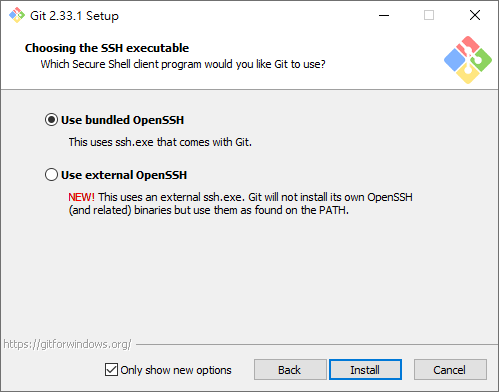 Git 2.33.1 Setup
Choosing the SSH executable
Which Secure Shell client program would you like Git to use?
Use bundled OpenSSH
This uses ssh.exe that comes with Git.
Use external OpenSSH
NEW! This uses an external ssh.exe. Git will not install its own OpenSSH
(and related) binaries but use them as found on the PATH.
https://gitforwindows.org/
Only show new options
Back
Install
Cancel